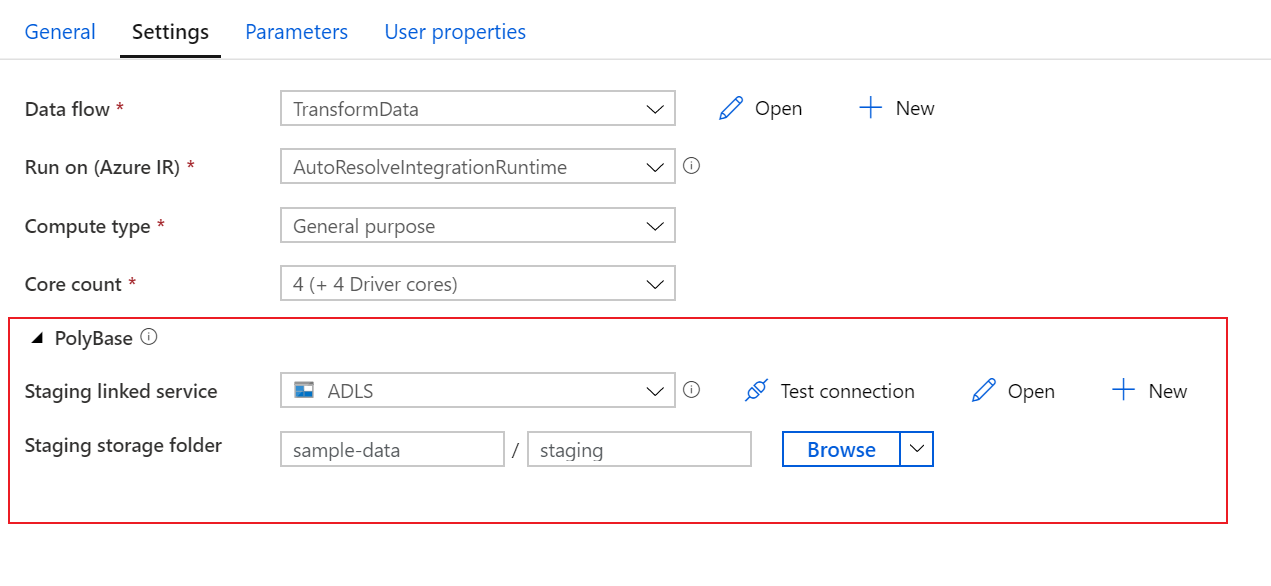 General Settings Parameters User properties
Data flow * TransformData Open New
Run on (Azure IR) * AutoResolveIntegrationRuntime
Compute type * General purpose
Core count * 4 (+ 4 Driver cores)
PolyBase
Staging linked service ADLS Test connection Open New
Staging storage folder sample-data / staging Browse